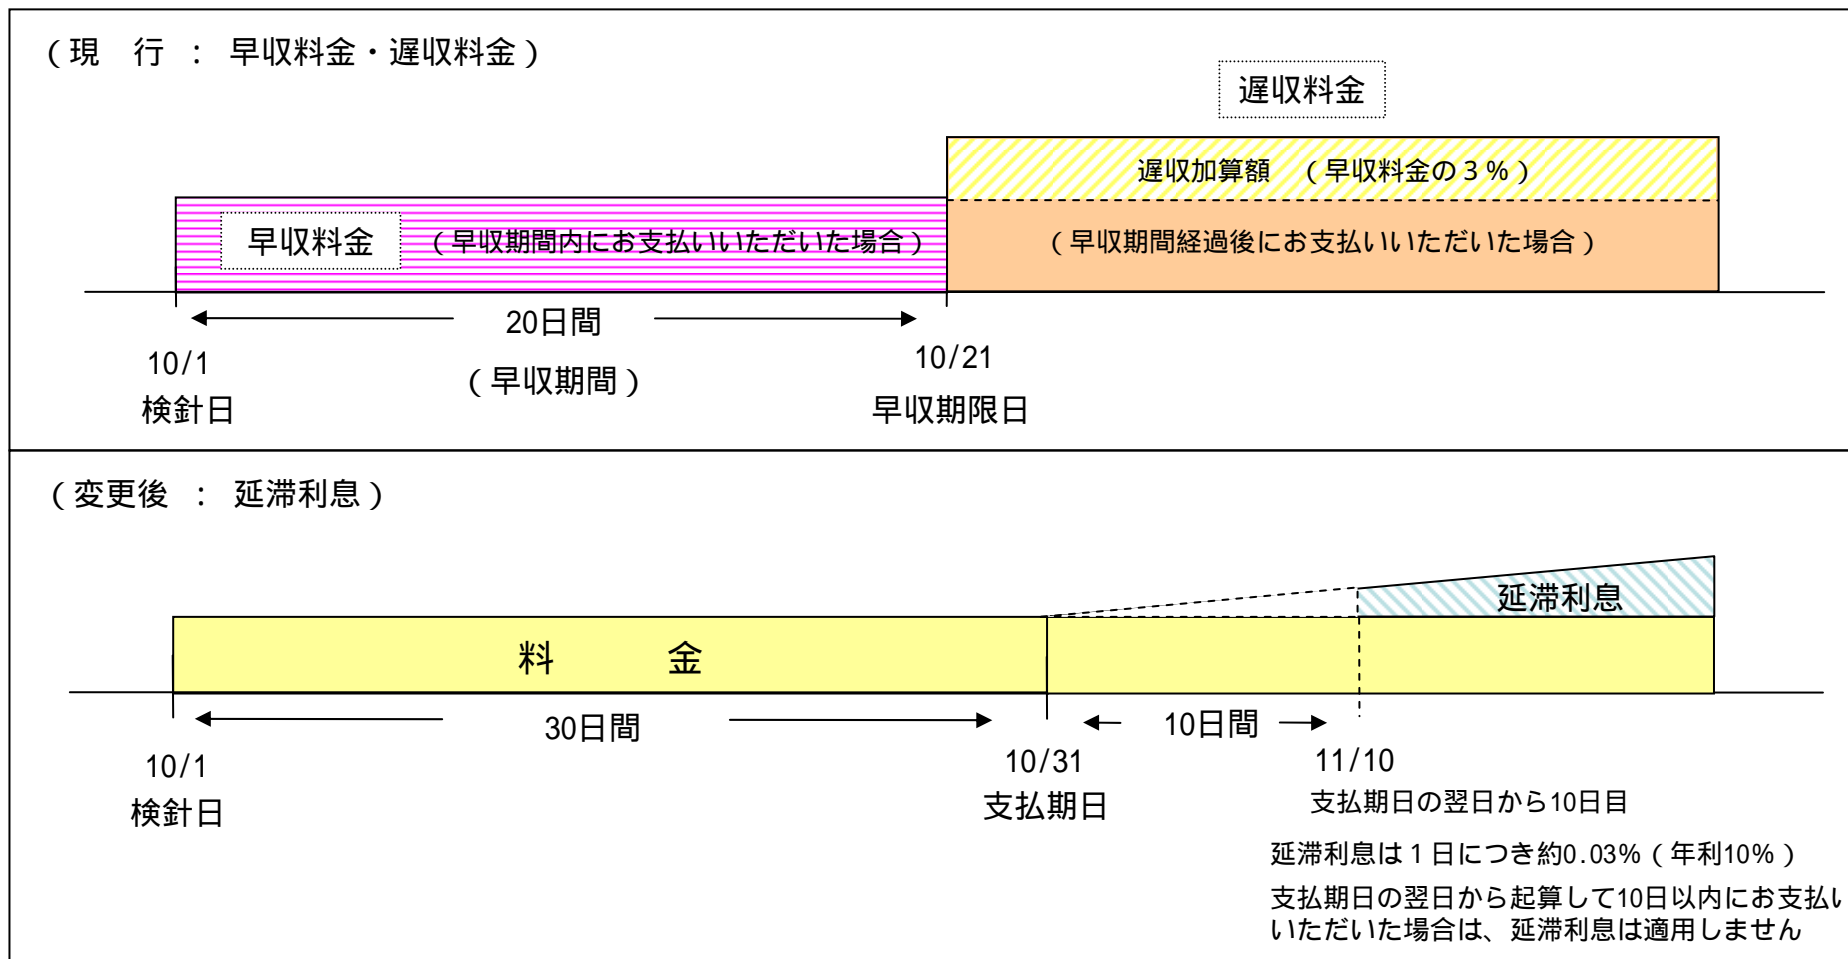 （現　行　：　早収料金・遅収料金）
遅収料金
遅収加算額　（早収料金の３％）
早収料金　（早収期間内にお支払いいただいた場合）
（早収期間経過後にお支払いいただいた場合）
20日間
10/1
10/21
（早収期間）
検針日
早収期限日
（変更後　：　延滞利息）
延滞利息
料　　　金
30日間
10日間
10/1
10/31
11/10
検針日
支払期日
支払期日の翌日から10日目
延滞利息は１日につき約0.03%（年利10%）
支払期日の翌日から起算して10日以内にお支払い
いただいた場合は、延滞利息は適用しません